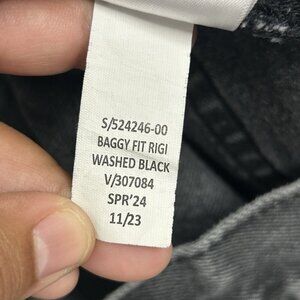 S/524246-00
BAGGY FIT RIGI
WASHED BLACK
V/307084
SPR'24
11/23